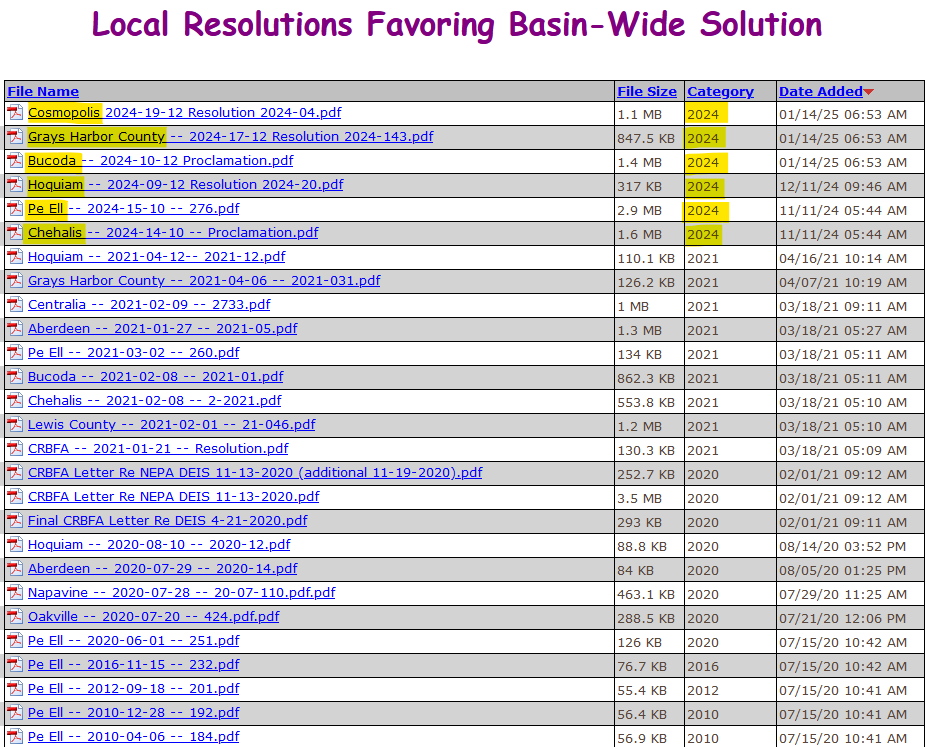 Local Resolutions Favoring Basin-Wide Solution
File Name File Size Category Date Added
Cosmopolis 2024-19-12 Resolution 2024-04.pdf 1.1 MB 2024 01/14/25 06:53 AM
Grays Harbor County -- 2024-17-12 Resolution 2024-143.pdf 847.5 KB 2024 01/14/25 06:53 AM
Bucoda -- 2024-10-12 Proclamation.pdf 1.4 MB 2024 01/14/25 06:53 AM
Hoquiam -- 2024-09-12 Resolution 2024-20.pdf 317 KB 2024 12/11/24 09:46 AM
Pe Ell -- 2024-15-10 -- 276.pdf 2.9 MB 2024 11/11/24 05:44 AM
Chehalis -- 2024-14-10 -- Proclamation.pdf 1.6 MB 2024 11/11/24 05:44 AM
Hoquiam -- 2021-04-12-- 2021-12.pdf 110.1 KB 2021 04/16/21 10:14 AM
Grays Harbor County -- 2021-04-06 -- 2021-031.pdf 126.2 KB 2021 04/07/21 10:19 AM
Centralia -- 2021-02-09 -- 2733.pdf 1 MB 2021 03/18/21 09:11 AM
Aberdeen -- 2021-01-27 -- 2021-05.pdf 1.3 MB 2021 03/18/21 05:27 AM
Pe Ell -- 2021-03-02 -- 260.pdf 134 KB 2021 03/18/21 05:11 AM
Bucoda -- 2021-02-08 -- 2021-01.pdf 862.3 KB 2021 03/18/21 05:11 AM
Chehalis -- 2021-02-08 -- 2-2021.pdf 553.8 KB 2021 03/18/21 05:10 AM
Lewis County -- 2021-02-01 -- 21-046.pdf 1.2 MB 2021 03/18/21 05:10 AM
CRBFA -- 2021-01-21 -- Resolution.pdf 130.3 KB 2021 03/18/21 05:09 AM
CRBFA Letter Re NEPA DEIS 11-13-2020 (additional 11-19-2020).pdf 252.7 KB 2020 02/01/21 09:12 AM
CRBFA Letter Re NEPA DEIS 11-13-2020.pdf 3.5 MB 2020 02/01/21 09:12 AM
Final CRBFA Letter Re DEIS 4-21-2020.pdf 293 KB 2020 02/01/21 09:11 AM
Hoquiam -- 2020-08-10 -- 2020-12.pdf 88.8 KB 2020 08/14/20 03:52 PM
Aberdeen -- 2020-07-29 -- 2020-14.pdf 84 KB 2020 08/05/20 01:25 PM
Napavine -- 2020-07-28 -- 20-07-110.pdf.pdf 463.1 KB 2020 07/29/20 11:25 AM
Oakville -- 2020-07-20 -- 424.pdf.pdf 288.5 KB 2020 07/21/20 12:06 PM
Pe Ell -- 2020-06-01 -- 251.pdf 126 KB 2020 07/15/20 10:42 AM
Pe Ell -- 2016-11-15 -- 232.pdf 76.7 KB 2016 07/15/20 10:42 AM
Pe Ell -- 2012-09-18 -- 201.pdf 55.4 KB 2012 07/15/20 10:41 AM
Pe Ell -- 2010-12-28 -- 192.pdf 56.4 KB 2010 07/15/20 10:41 AM
Pe Ell -- 2010-04-06 -- 184.pdf 56.9 KB 2010 07/15/20 10:41 AM